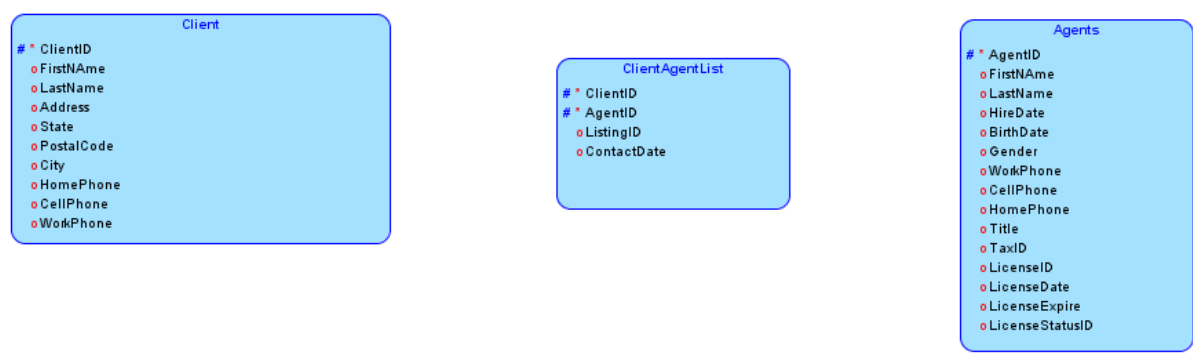 Client
# * ClientID
o FirstNAme
o LastName
o Address
o State
o PostalCode
o City
o HomePhone
o CellPhone
o WorkPhone
ClientAgentList
# * ClientID
# * AgentID
o ListingID
o ContactDate
Agents
# * AgentID
o FirstNAme
o LastName
o HireDate
o BirthDate
o Gender
o WorkPhone
o CellPhone
o HomePhone
o Title
o TaxID
o LicenseID
o LicenseDate
o LicenseExpire
o LicenseStatusID